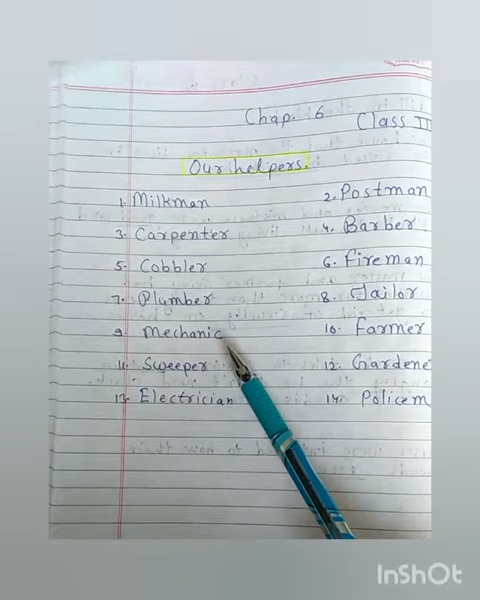 Chap. 6 Class II
Our helpers.
1. Milkman 2. Postman
3. Carpenter 4. Barber
5. Cobbler 6. Fireman
7. Plumber 8. Tailor
9. Mechanic 10. Farmer
11. Sweeper 12. Gardene
13. Electrician 14. Policem
InShOt